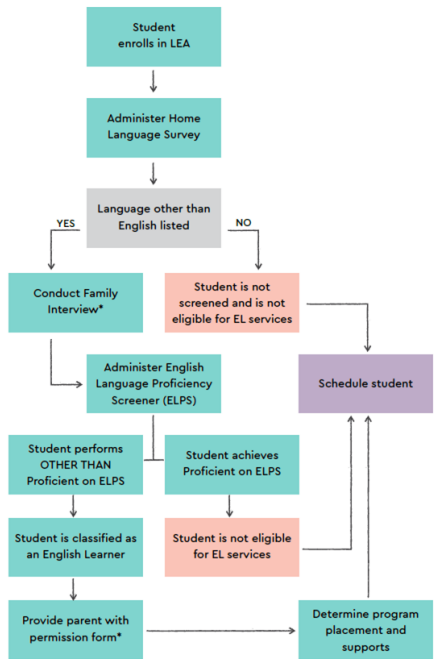 Student
enrolls in LEA
Administer Home
Language Survey
Language other than
English listed
YES
NO
Conduct Family
Interview*
Student is not
screened and is not
eligible for EL services
Administer English
Language Proficiency
Screener (ELPS)
Schedule student
Student performs
OTHER THAN
Proficient on ELPS
Student achieves
Proficient on ELPS
Student is classified as
an English Learner
Student is not eligible
for EL services
Provide parent with
permission form*
Determine program
placement and
supports